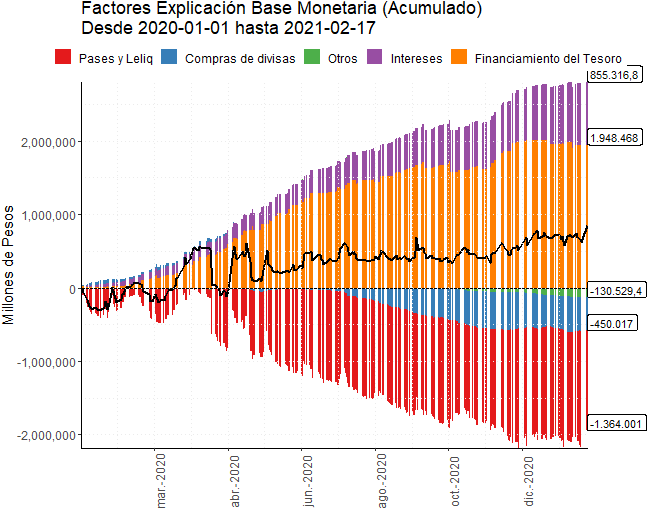 Factores Explicación Base Monetaria (Acumulado)
Desde 2020-01-01 hasta 2021-02-17
Pases y Leliq Compras de divisas Otros Intereses Financiamiento del Tesoro
855.316,8
2,000,000
1.948.468
1,000,000
Millones de Pesos
0
-130.529,4
-450.017
-1,000,000
-1.364.001
-2,000,000
mar.-2020
abr.-2020
jun.-2020
ago.-2020
oct.-2020
dic.-2020